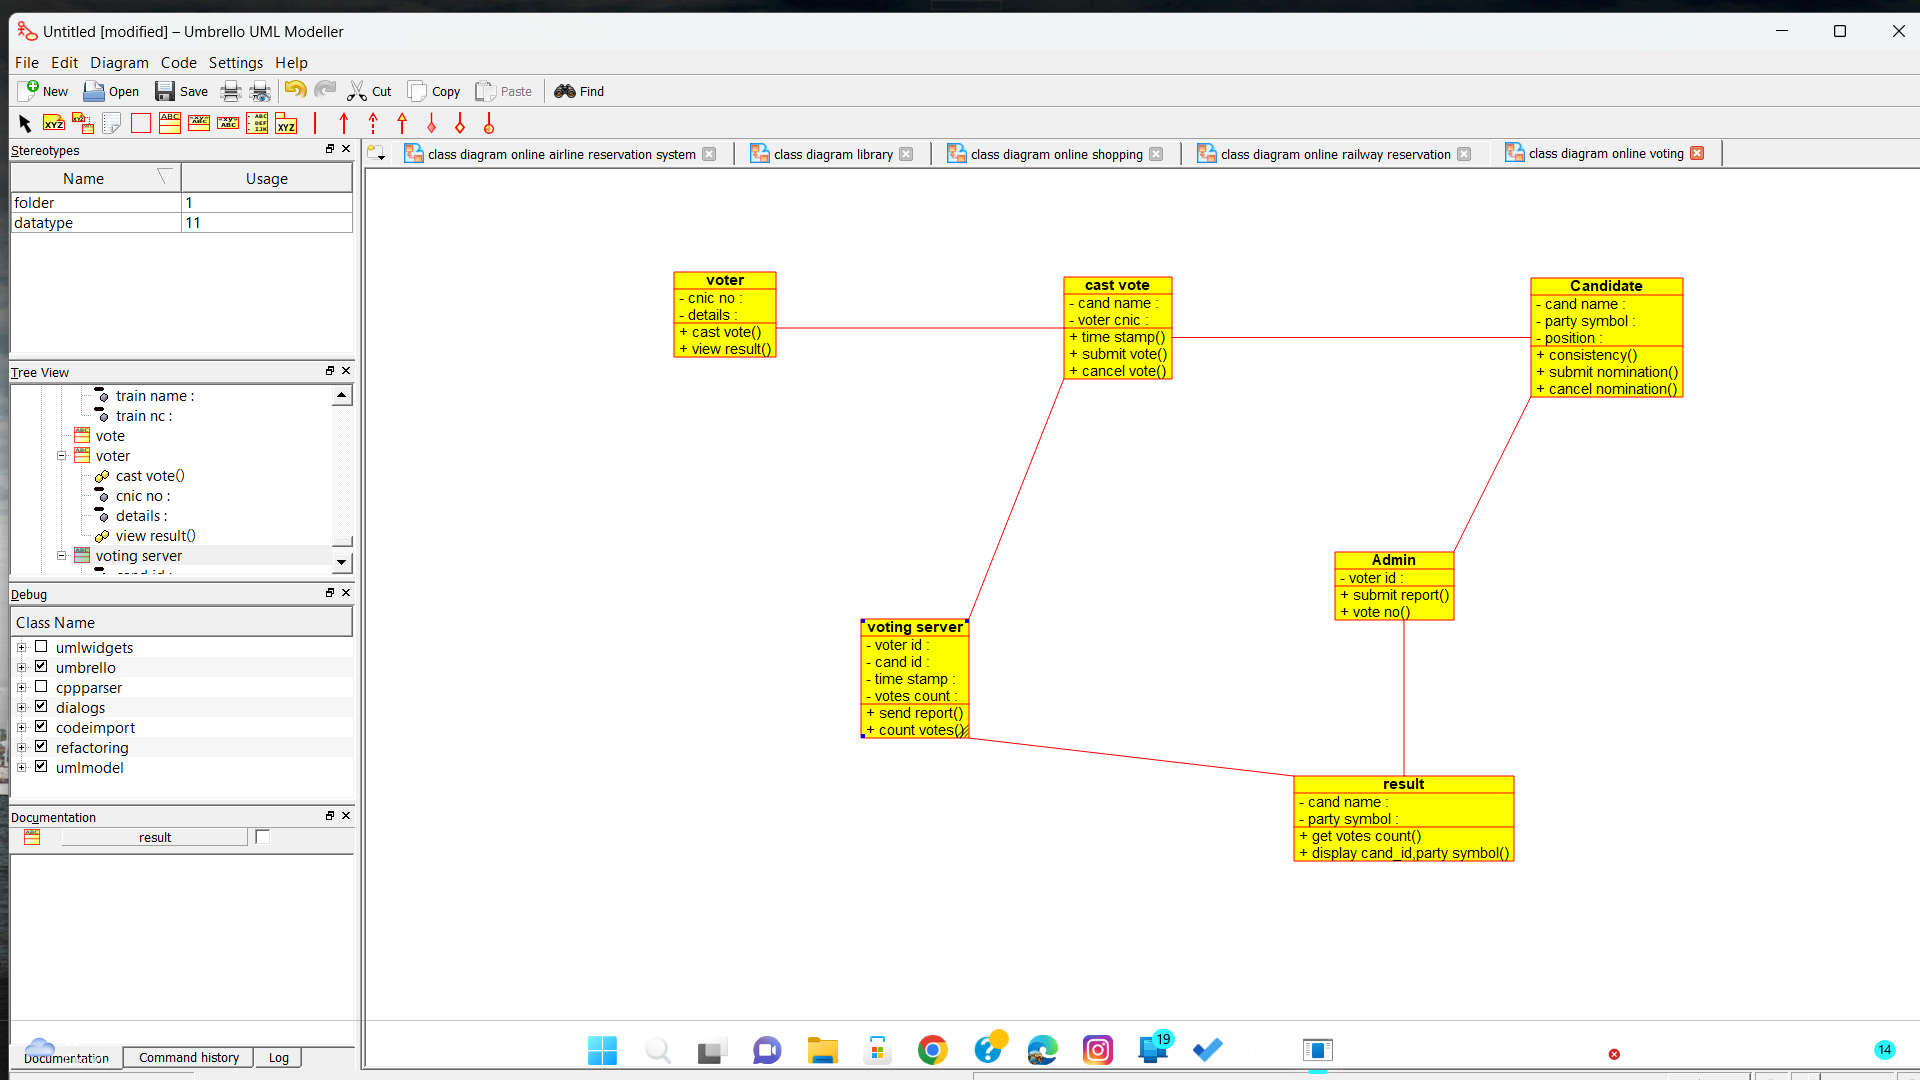 Untitled [modified] – Umbrello UML Modeller
File Edit Diagram Code Settings Help
New Open Save Cut Copy Paste Find
Stereotypes
Name Usage
folder 1
datatype 11
Tree View
train name :
train nc :
vote
voter
cast vote()
cnic no :
details :
view result()
voting server
Debug
Class Name
umlwidgets
umbrello
cppparser
dialogs
codeimport
refactoring
umlmodel
Documentation
result
Documentation Command history Log
class diagram online airline reservation system class diagram library class diagram online shopping class diagram online railway reservation class diagram online voting
voter
- cnic no :
- details :
+ cast vote()
+ view result()
cast vote
- cand name :
- voter cnic :
+ time stamp()
+ submit vote()
+ cancel vote()
Candidate
- cand name :
- party symbol :
- position :
+ consistency()
+ submit nomination()
+ cancel nomination()
Admin
- voter id :
+ submit report()
+ vote no()
voting server
- voter id :
- cand id :
- time stamp :
- votes count :
+ send report()
+ count votes()
result
- cand name :
- party symbol :
+ get votes count()
+ display cand_id,party symbol()
19
14